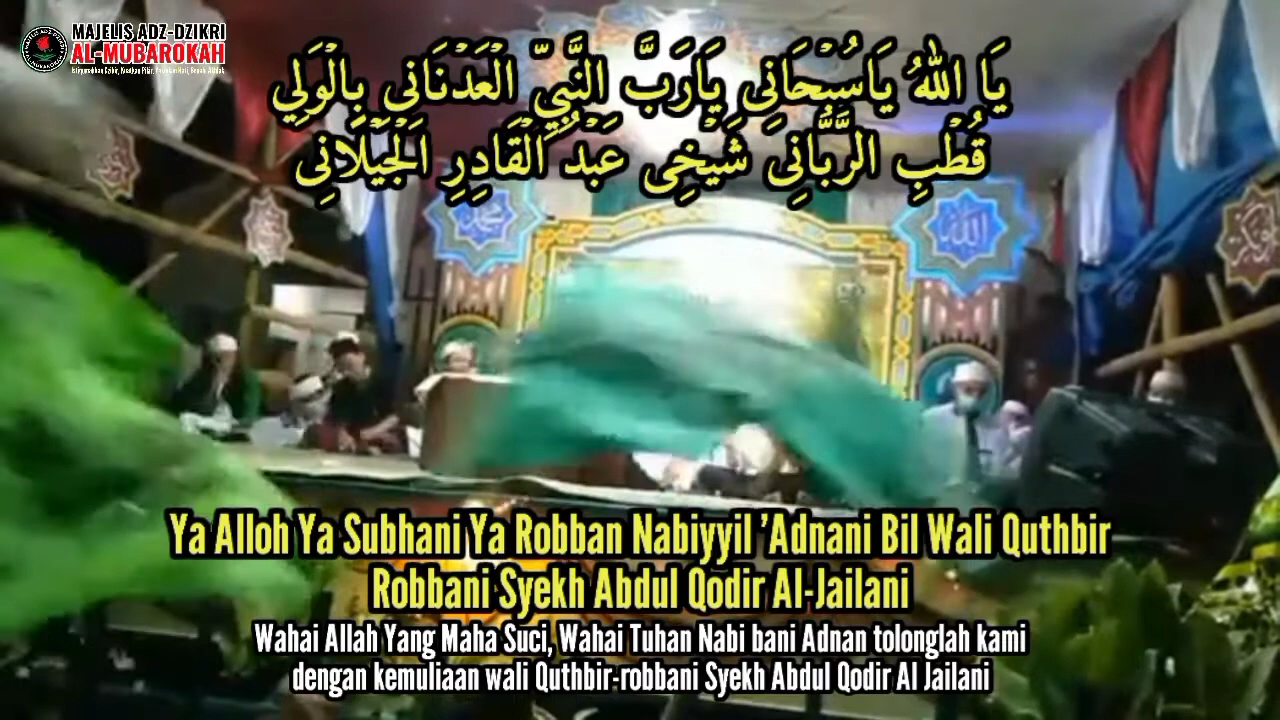 MAJELIS ADZ-DZIKRI
AL-MUBAROKAH
يَا اللهُ يَاسُبْحَانِي يَارَبَّ النَّبِيِّ الْعَدْنَانِي بِالْوَلِي
قُطْبِ الرَّبَّانِى شَيْخِى عَبْدُ الْقَادِرِ الْجَيْلَانِى
محمد
الله
Ya Alloh Ya Subhani Ya Robban Nabiyyil 'Adnani Bil Wali Quthbir
Robbani Syekh Abdul Qodir Al-Jailani
Wahai Allah Yang Maha Suci, Wahai Tuhan Nabi bani Adnan tolonglah kami
dengan kemuliaan wali Quthbir-robbani Syekh Abdul Qodir Al Jailani